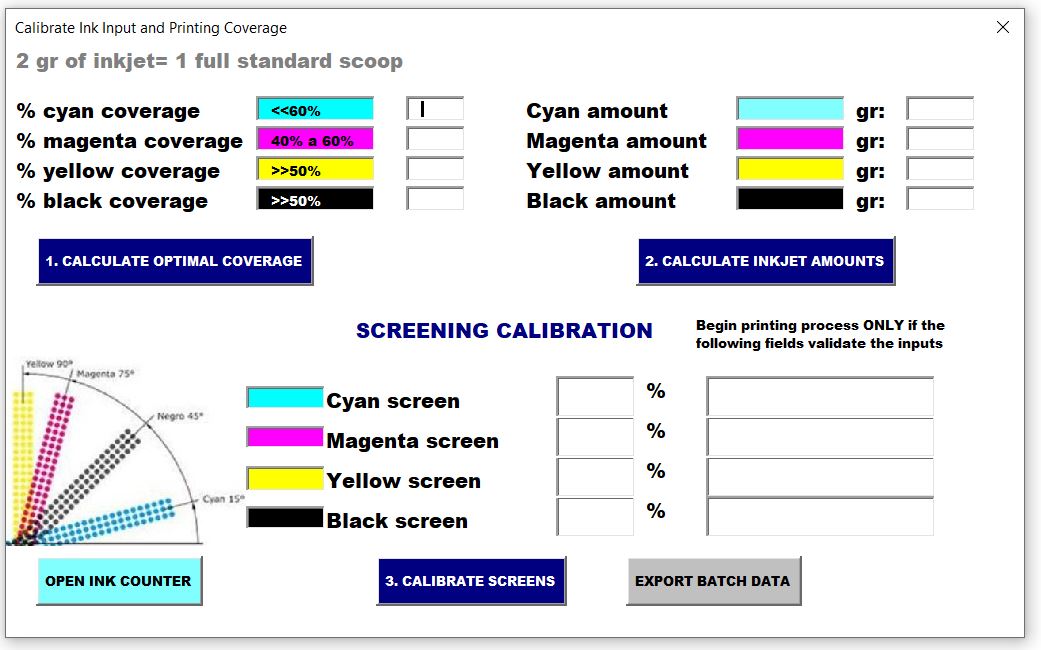 Calibrate Ink Input and Printing Coverage
2 gr of inkjet= 1 full standard scoop
% cyan coverage <<60%
% magenta coverage 40% a 60%
% yellow coverage >>50%
% black coverage >>50%
Cyan amount gr:
Magenta amount gr:
Yellow amount gr:
Black amount gr:
1. CALCULATE OPTIMAL COVERAGE
2. CALCULATE INKJET AMOUNTS
SCREENING CALIBRATION
Begin printing process ONLY if the
following fields validate the inputs
Yellow 90°
Magenta 75°
Negro 45°
Cyan 15°
Cyan screen %
Magenta screen %
Yellow screen %
Black screen %
OPEN INK COUNTER
3. CALIBRATE SCREENS
EXPORT BATCH DATA